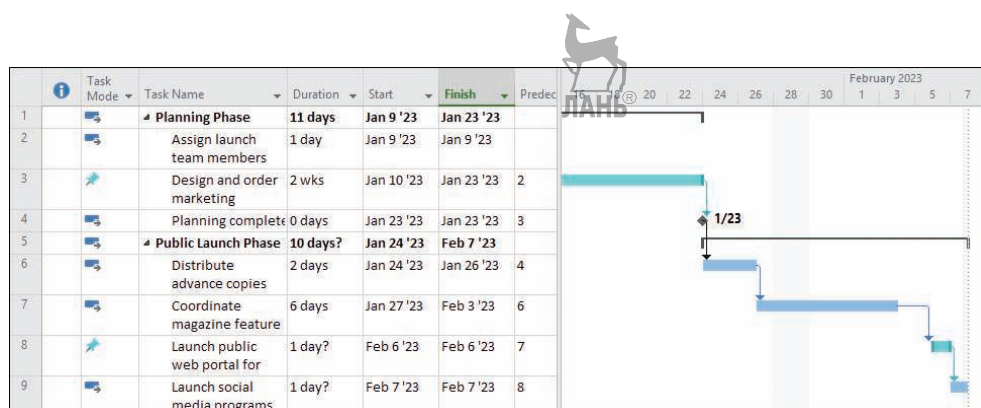 ЛАНЬ®
Task Mode Task Name Duration Start Finish Predec
February 2023
16 18 20 22 24 26 28 30 1 3 5 7
1 Planning Phase 11 days Jan 9 '23 Jan 23 '23
2 Assign launch team members 1 day Jan 9 '23 Jan 9 '23
3 Design and order marketing 2 wks Jan 10 '23 Jan 23 '23 2
4 Planning complete 0 days Jan 23 '23 Jan 23 '23 3
1/23
5 Public Launch Phase 10 days? Jan 24 '23 Feb 7 '23
6 Distribute advance copies 2 days Jan 24 '23 Jan 26 '23 4
7 Coordinate magazine feature 6 days Jan 27 '23 Feb 3 '23 6
8 Launch public web portal for 1 day? Feb 6 '23 Feb 6 '23 7
9 Launch social media programs 1 day? Feb 7 '23 Feb 7 '23 8